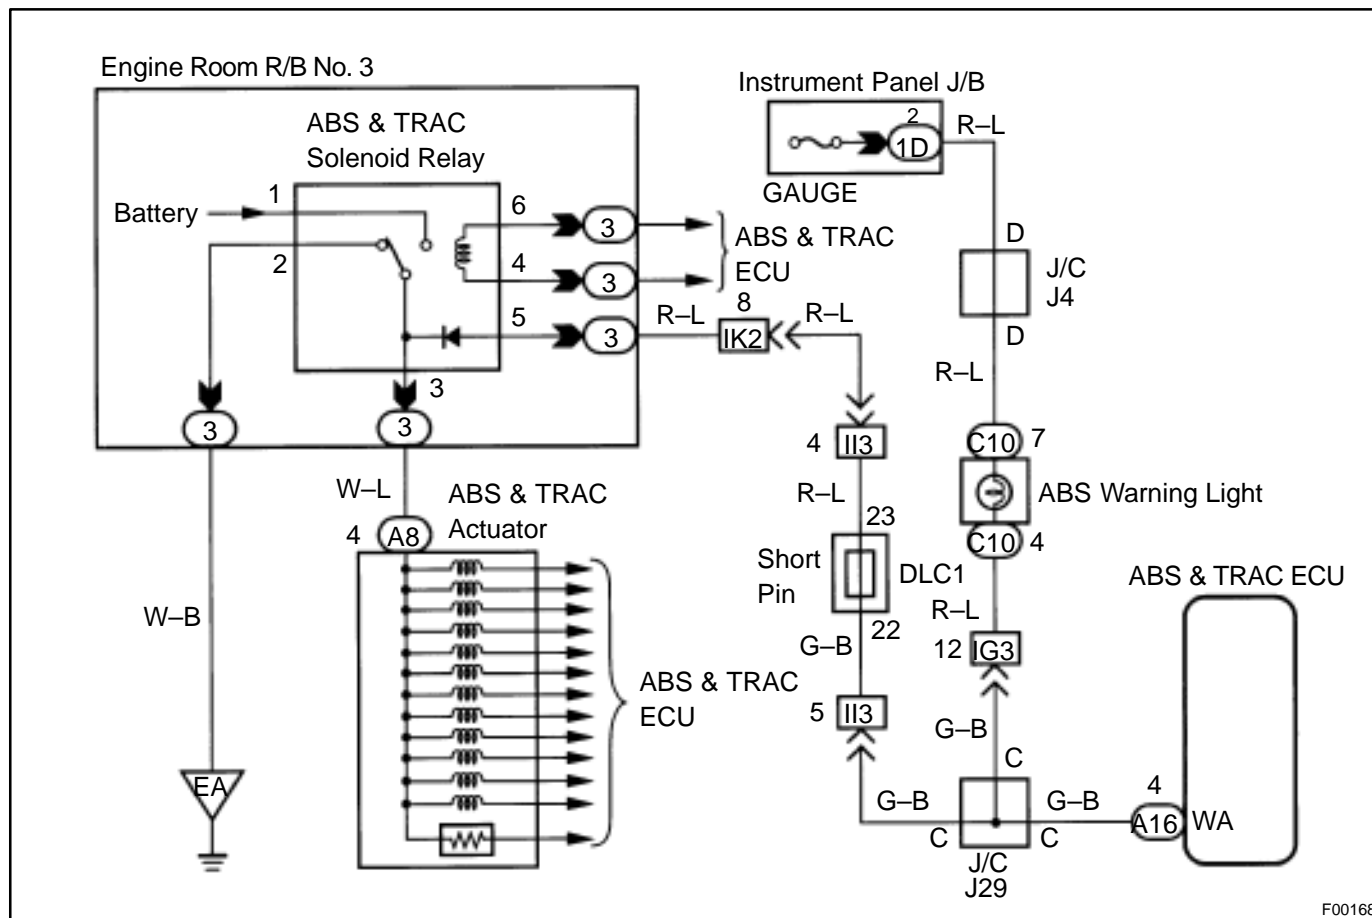 Engine Room R/B No. 3
Instrument Panel J/B
ABS & TRAC
Solenoid Relay
2
1D
R–L
GAUGE
Battery
1
2
6
3
4
3
5
3
ABS & TRAC
ECU
R–L
8
IK2
R–L
D
J/C
J4
D
R–L
3
3
3
4
II3
R–L
C10
7
ABS Warning Light
C10
4
W–L
ABS & TRAC
Actuator
4
A8
23
Short
Pin
DLC1
22
G–B
R–L
12
IG3
ABS & TRAC ECU
W–B
ABS & TRAC
ECU
5
II3
G–B
C
G–B
C
G–B
C
4
A16
WA
J/C
J29
EA
F00168